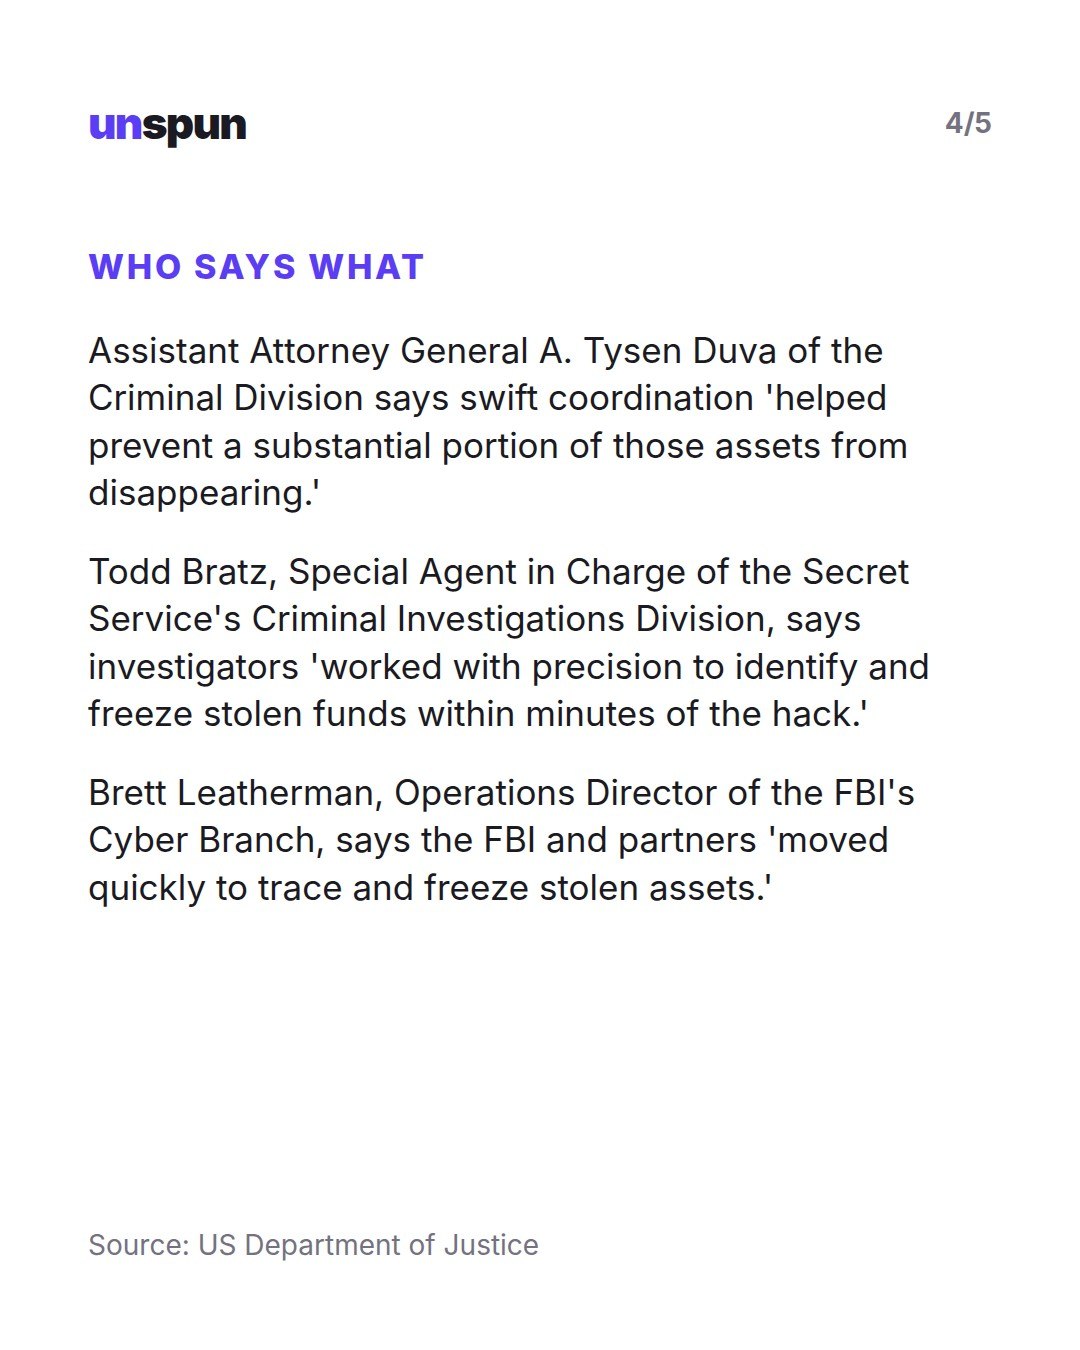 unspun
4/5
WHO SAYS WHAT
Assistant Attorney General A. Tysen Duva of the
Criminal Division says swift coordination 'helped
prevent a substantial portion of those assets from
disappearing.'
Todd Bratz, Special Agent in Charge of the Secret
Service's Criminal Investigations Division, says
investigators 'worked with precision to identify and
freeze stolen funds within minutes of the hack.'
Brett Leatherman, Operations Director of the FBI's
Cyber Branch, says the FBI and partners 'moved
quickly to trace and freeze stolen assets.'
Source: US Department of Justice